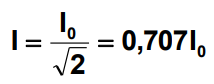 I = I₀ / √2 = 0,707I₀